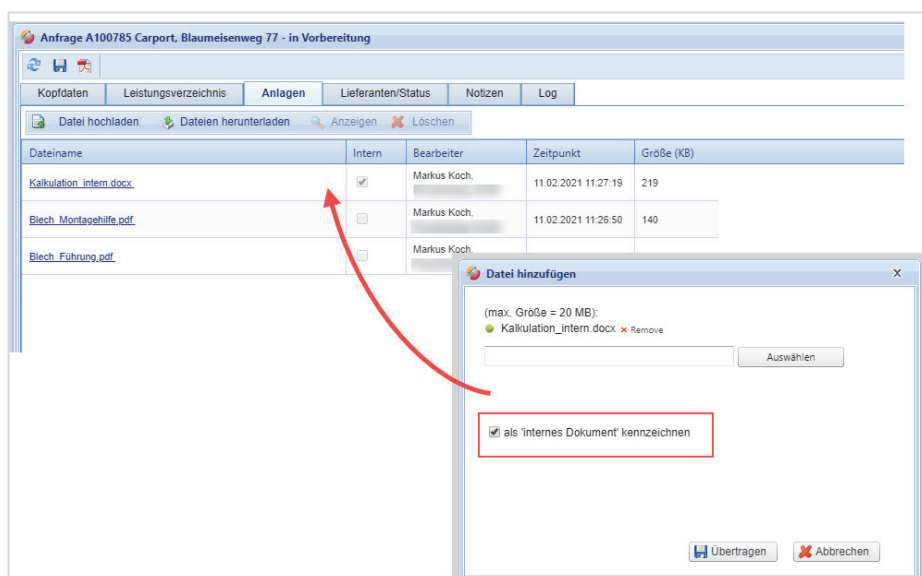 Anfrage A100785 Carport, Blaumeisenweg 77 - in Vorbereitung
Kopfdaten Leistungsverzeichnis Anlagen Lieferanten/Status Notizen Log
Datei hochladen Dateien herunterladen Anzeigen Löschen
Dateiname Intern Bearbeiter Zeitpunkt Größe (KB)
Kalkulation_intern.docx Markus Koch, 11.02.2021 11:27:19 219
Blech_Montagehilfe.pdf Markus Koch, 11.02.2021 11:26:50 140
Blech_Führung.pdf Markus Koch,
Datei hinzufügen X
(max. Größe = 20 MB):
Kalkulation_intern.docx x Remove
Auswählen
als 'internes Dokument' kennzeichnen
Übertragen Abbrechen